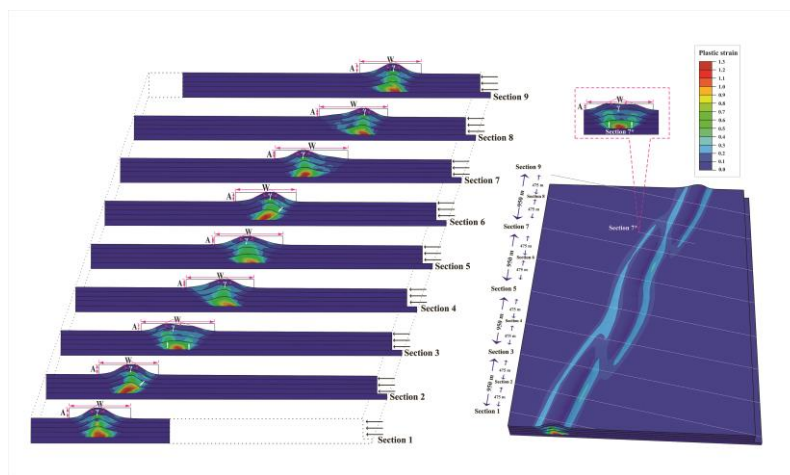 W
A
Section 9
W
A
Section 8
W
A
Section 7
W
A
Section 6
W
A
Section 5
W
A
Section 4
W
A
Section 3
W
A
Section 2
W
A
Section 1
Plastic strain
1.3
1.2
1.1
1.0
0.9
0.8
0.7
0.6
0.5
0.4
0.3
0.2
0.1
0.0
W
A
Section 7*
Section 9
950 m
475 m
Section 8
475 m
Section 7
Section 7*
950 m
475 m
Section 6
475 m
Section 5
950 m
475 m
Section 4
475 m
Section 3
950 m
475 m
Section 2
475 m
Section 1